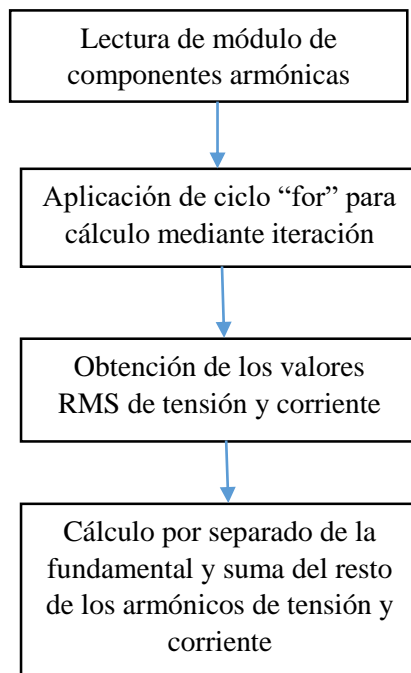 Lectura de módulo de
componentes armónicas
Aplicación de ciclo “for” para
cálculo mediante iteración
Obtención de los valores
RMS de tensión y corriente
Cálculo por separado de la
fundamental y suma del resto
de los armónicos de tensión y
corriente